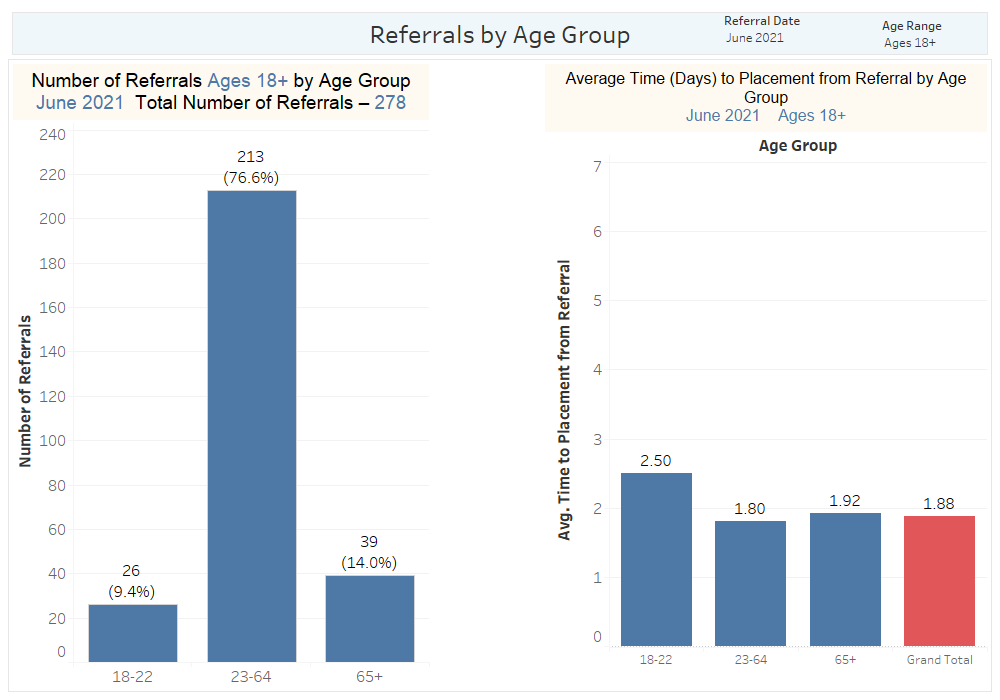 Referrals by Age Group
Referral Date
June 2021
Age Range
Ages 18+
Number of Referrals Ages 18+ by Age Group
June 2021 Total Number of Referrals – 278
Number of Referrals
240
220
200
180
160
140
120
100
80
60
40
20
0
26
(9.4%)
213
(76.6%)
39
(14.0%)
18-22
23-64
65+
Average Time (Days) to Placement from Referral by Age
Group
June 2021 Ages 18+
Age Group
Avg. Time to Placement from Referral
7
6
5
4
3
2
1
0
2.50
1.80
1.92
1.88
18-22
23-64
65+
Grand Total